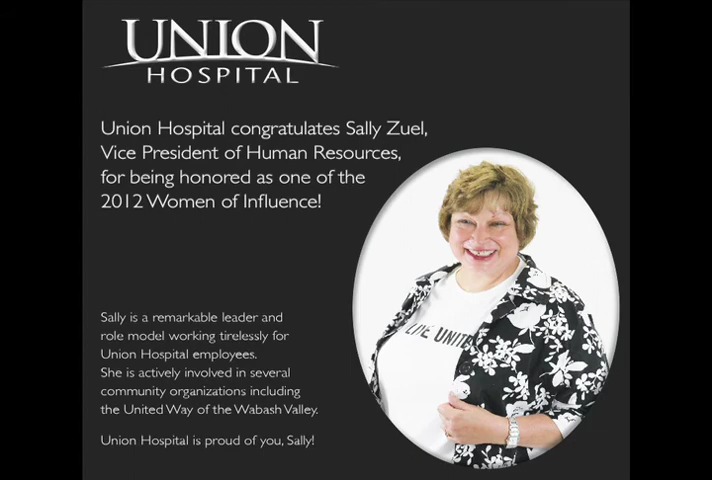 UNION
HOSPITAL
Union Hospital congratulates Sally Zuel,
Vice President of Human Resources,
for being honored as one of the
2012 Women of Influence!
Sally is a remarkable leader and
role model working tirelessly for
Union Hospital employees.
She is actively involved in several
community organizations including
the United Way of the Wabash Valley.
Union Hospital is proud of you, Sally!
LIVE UNITE